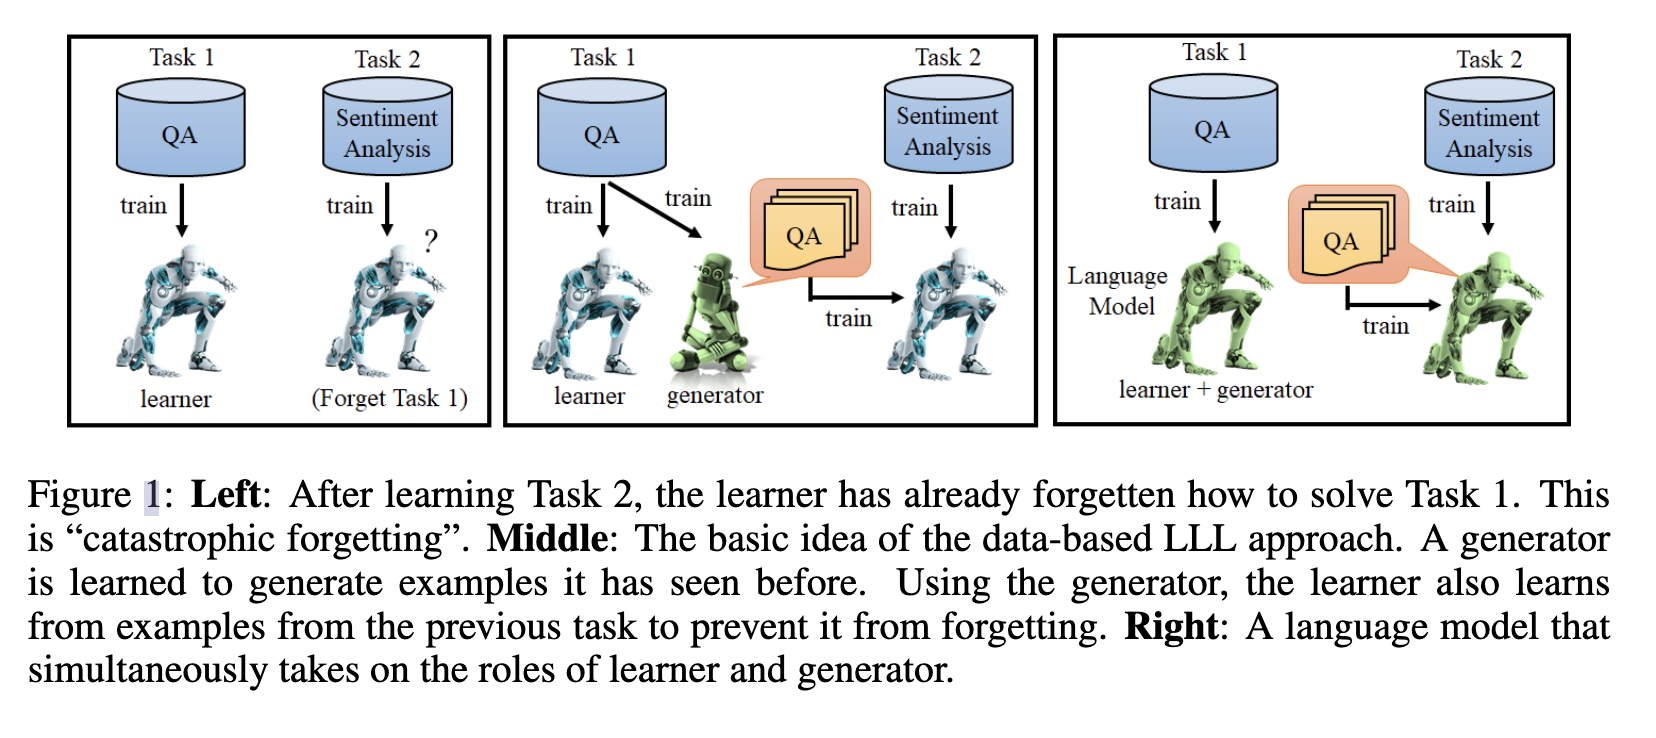 Task 1
Task 2
QA
Sentiment
Analysis
train
train
?
learner
(Forget Task 1)
Task 1
Task 2
QA
Sentiment
Analysis
train
train
train
QA
train
learner
generator
Task 1
Task 2
QA
Sentiment
Analysis
train
train
QA
Language
Model
train
learner + generator
Figure 1: Left: After learning Task 2, the learner has already forgetten how to solve Task 1. This
is “catastrophic forgetting”. Middle: The basic idea of the data-based LLL approach. A generator
is learned to generate examples it has seen before. Using the generator, the learner also learns
from examples from the previous task to prevent it from forgetting. Right: A language model that
simultaneously takes on the roles of learner and generator.